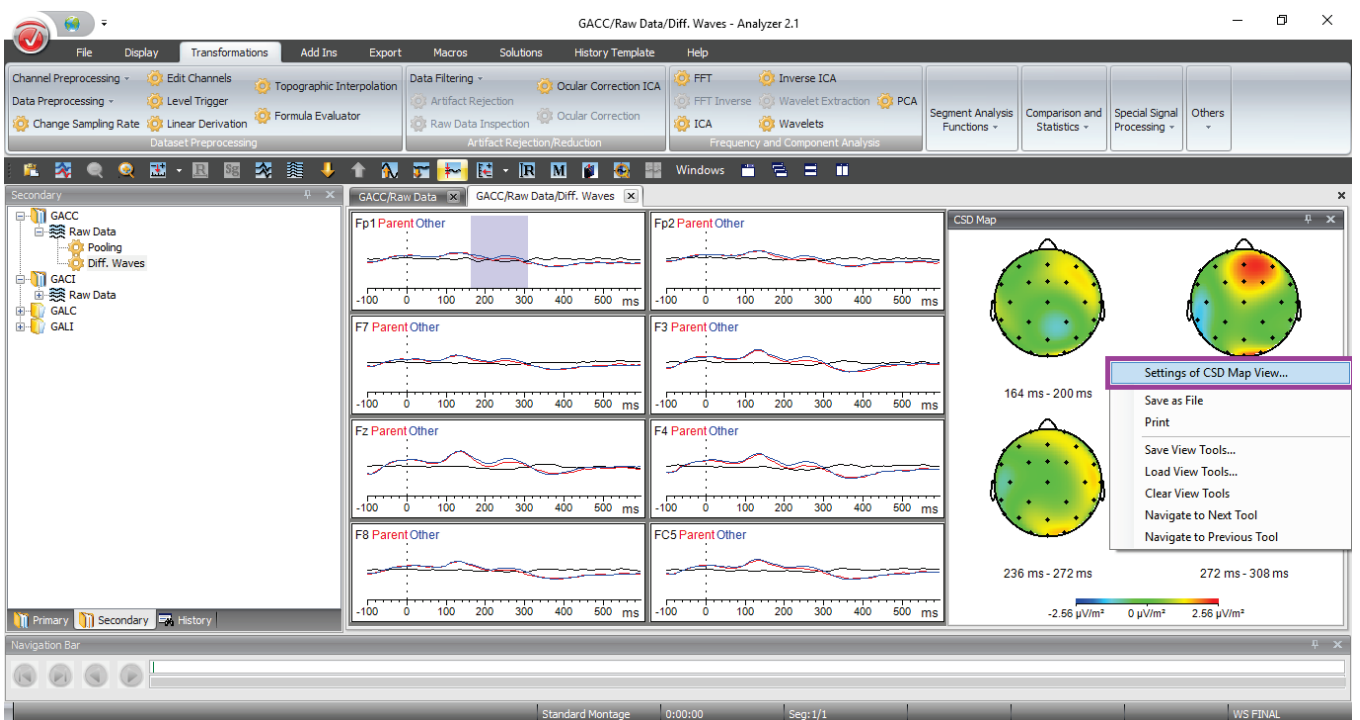 GACC/Raw Data/Diff. Waves - Analyzer 2.1
File Display Transformations Add Ins Export Macros Solutions History Template Help
Channel Preprocessing
Data Preprocessing
Change Sampling Rate
Edit Channels
Level Trigger
Linear Derivation
Topographic Interpolation
Formula Evaluator
Dataset Preprocessing
Data Filtering
Artifact Rejection
Raw Data Inspection
Ocular Correction ICA
Ocular Correction
Artifact Rejection/Reduction
FFT
FFT Inverse
ICA
Inverse ICA
Wavelet Extraction
Wavelets
PCA
Frequency and Component Analysis
Segment Analysis
Functions
Comparison and
Statistics
Special Signal
Processing
Others
R Sg R M Windows
Secondary
GACC
Raw Data
Pooling
Diff. Waves
GACI
Raw Data
GALC
GALI
Primary Secondary History
GACC/Raw Data GACC/Raw Data/Diff. Waves
Fp1 Parent Other
-100 0 100 200 300 400 500 ms
Fp2 Parent Other
-100 0 100 200 300 400 500 ms
F7 Parent Other
-100 0 100 200 300 400 500 ms
F3 Parent Other
-100 0 100 200 300 400 500 ms
Fz Parent Other
-100 0 100 200 300 400 500 ms
F4 Parent Other
-100 0 100 200 300 400 500 ms
F8 Parent Other
-100 0 100 200 300 400 500 ms
FC5 Parent Other
-100 0 100 200 300 400 500 ms
CSD Map
164 ms - 200 ms
Settings of CSD Map View...
Save as File
Print
Save View Tools...
Load View Tools...
Clear View Tools
Navigate to Next Tool
Navigate to Previous Tool
236 ms - 272 ms 272 ms - 308 ms
-2.56 µV/m² 0 µV/m² 2.56 µV/m²
Navigation Bar
Standard Montage 0:00:00 Seg: 1/1 WS FINAL